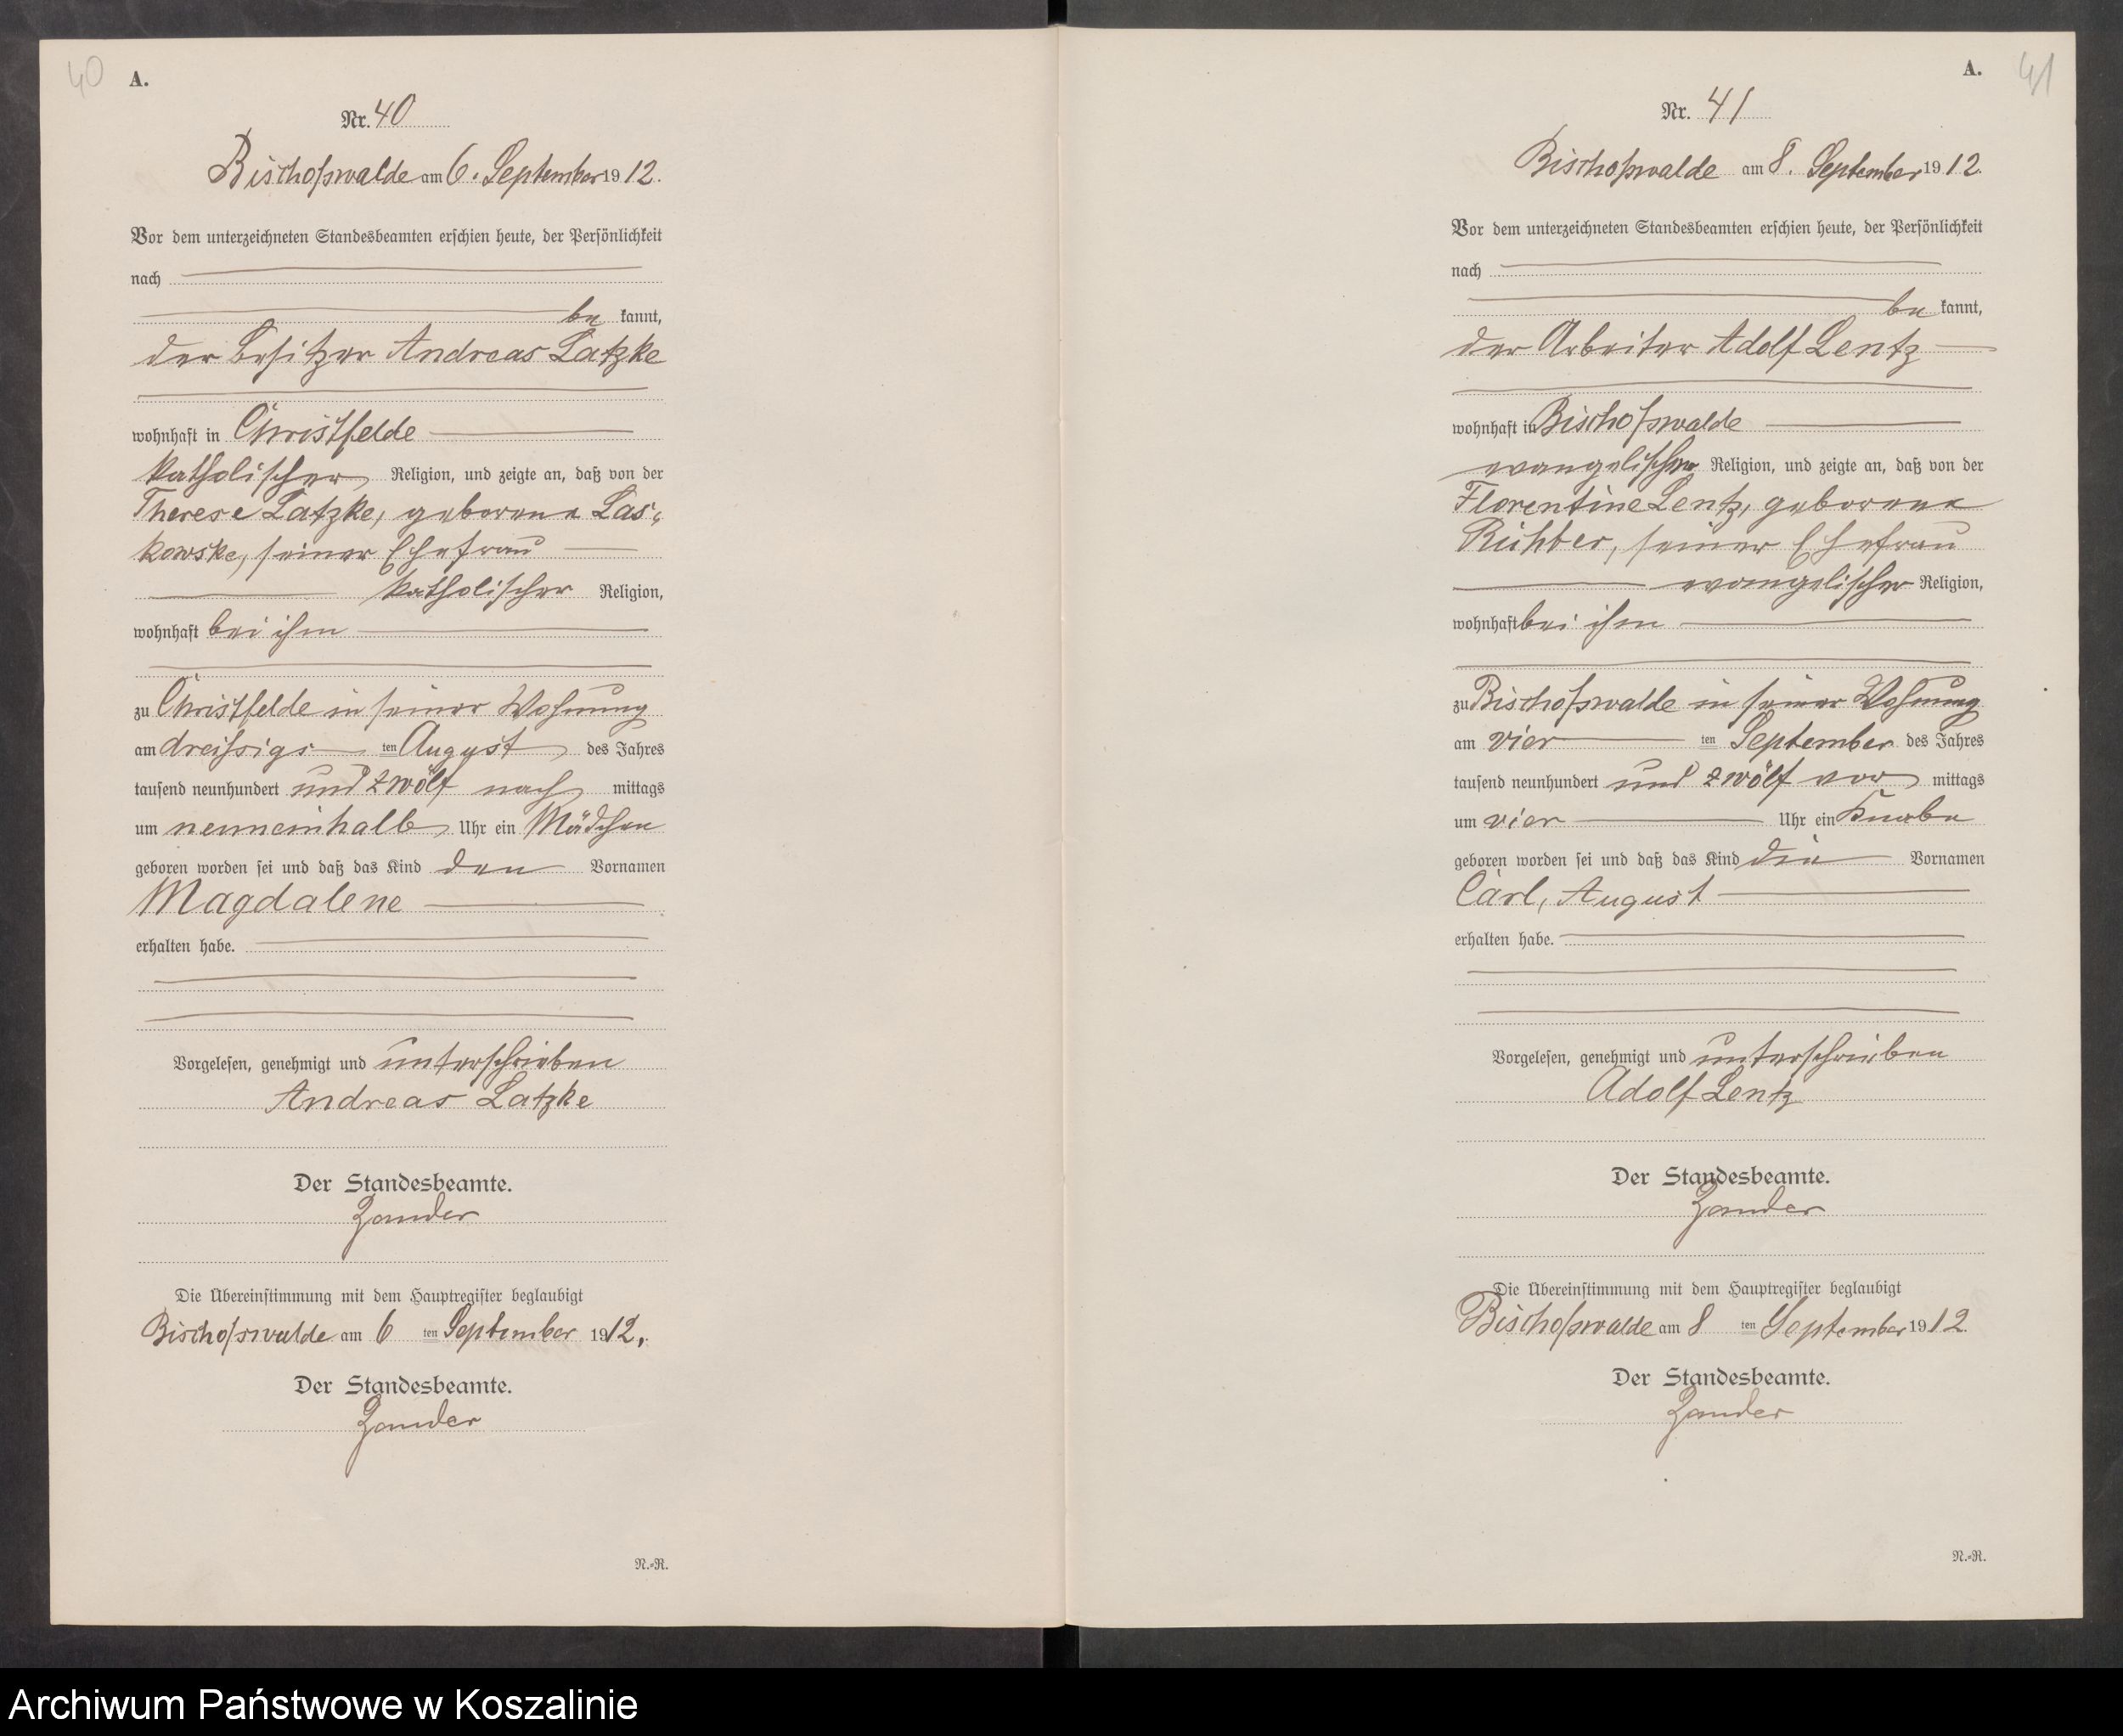 40
A.
Nr. 40
Bischofswalde am 6. September 1912.
Vor dem unterzeichneten Standesbeamten erschien heute, der Persönlichkeit
nach
be kannt,
der Besitzer Andreas Latzke
wohnhaft in Christfelde
katholischer Religion, und zeigte an, daß von der
Therese Latzke, geborene Las-
kowske, seiner Ehefrau
katholischer Religion,
wohnhaft bei ihm
zu Christfelde in seiner Wohnung
am dreißigs ten August des Jahres
tausend neunhundert und zwölf nach mittags
um neuneinhalb Uhr ein Mädchen
geboren worden sei und daß das Kind den Vornamen
Magdalene
erhalten habe.
Vorgelesen, genehmigt und unterschrieben
Andreas Latzke
Der Standesbeamte.
Zander
Die Übereinstimmung mit dem Hauptregister beglaubigt
Bischofswalde am 6 ten September 1912.
Der Standesbeamte.
Zander
N.-R.
A.
41
Nr. 41
Bischofswalde am 8. September 1912.
Vor dem unterzeichneten Standesbeamten erschien heute, der Persönlichkeit
nach
be kannt,
der Arbeiter Adolf Lentz
wohnhaft in Bischofswalde
evangelischer Religion, und zeigte an, daß von der
Florentine Lentz, geborene
Richter, seiner Ehefrau
evangelischer Religion,
wohnhaft bei ihm
zu Bischofswalde in seiner Wohnung
am vier ten September des Jahres
tausend neunhundert und zwölf vor mittags
um vier Uhr ein Knabe
geboren worden sei und daß das Kind die Vornamen
Carl, August
erhalten habe.
Vorgelesen, genehmigt und unterschrieben
Adolf Lentz
Der Standesbeamte.
Zander
Die Übereinstimmung mit dem Hauptregister beglaubigt
Bischofswalde am 8 ten September 1912.
Der Standesbeamte.
Zander
N.-R.
Archiwum Państwowe w Koszalinie